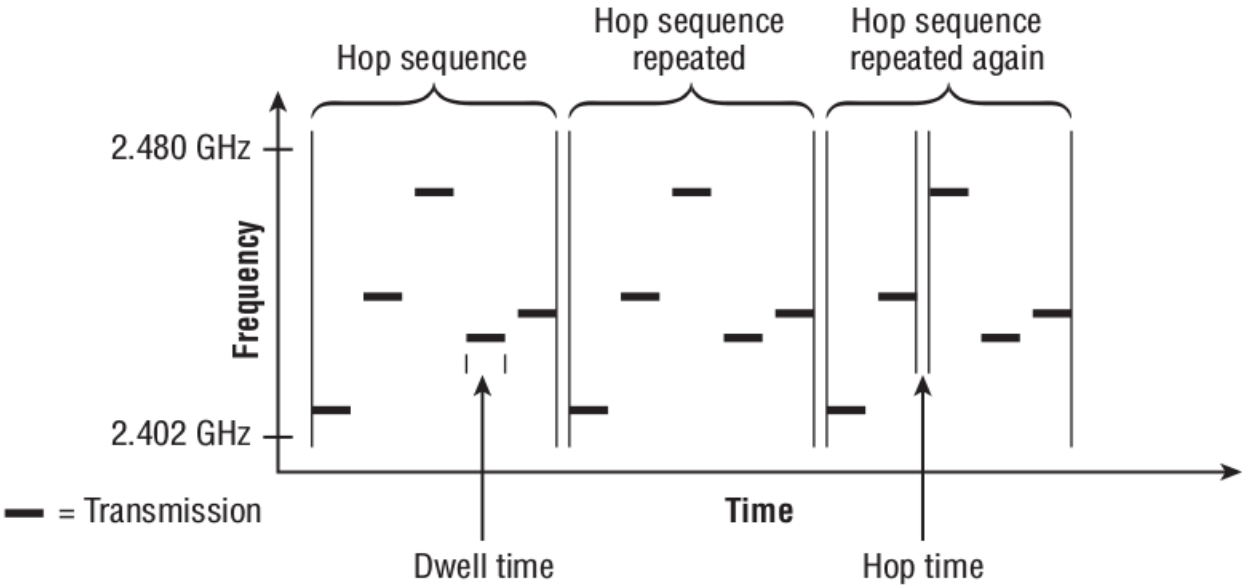 Hop sequence
Hop sequence
repeated
Hop sequence
repeated again
2.480 GHz
Frequency
2.402 GHz
= Transmission
Time
Dwell time
Hop time